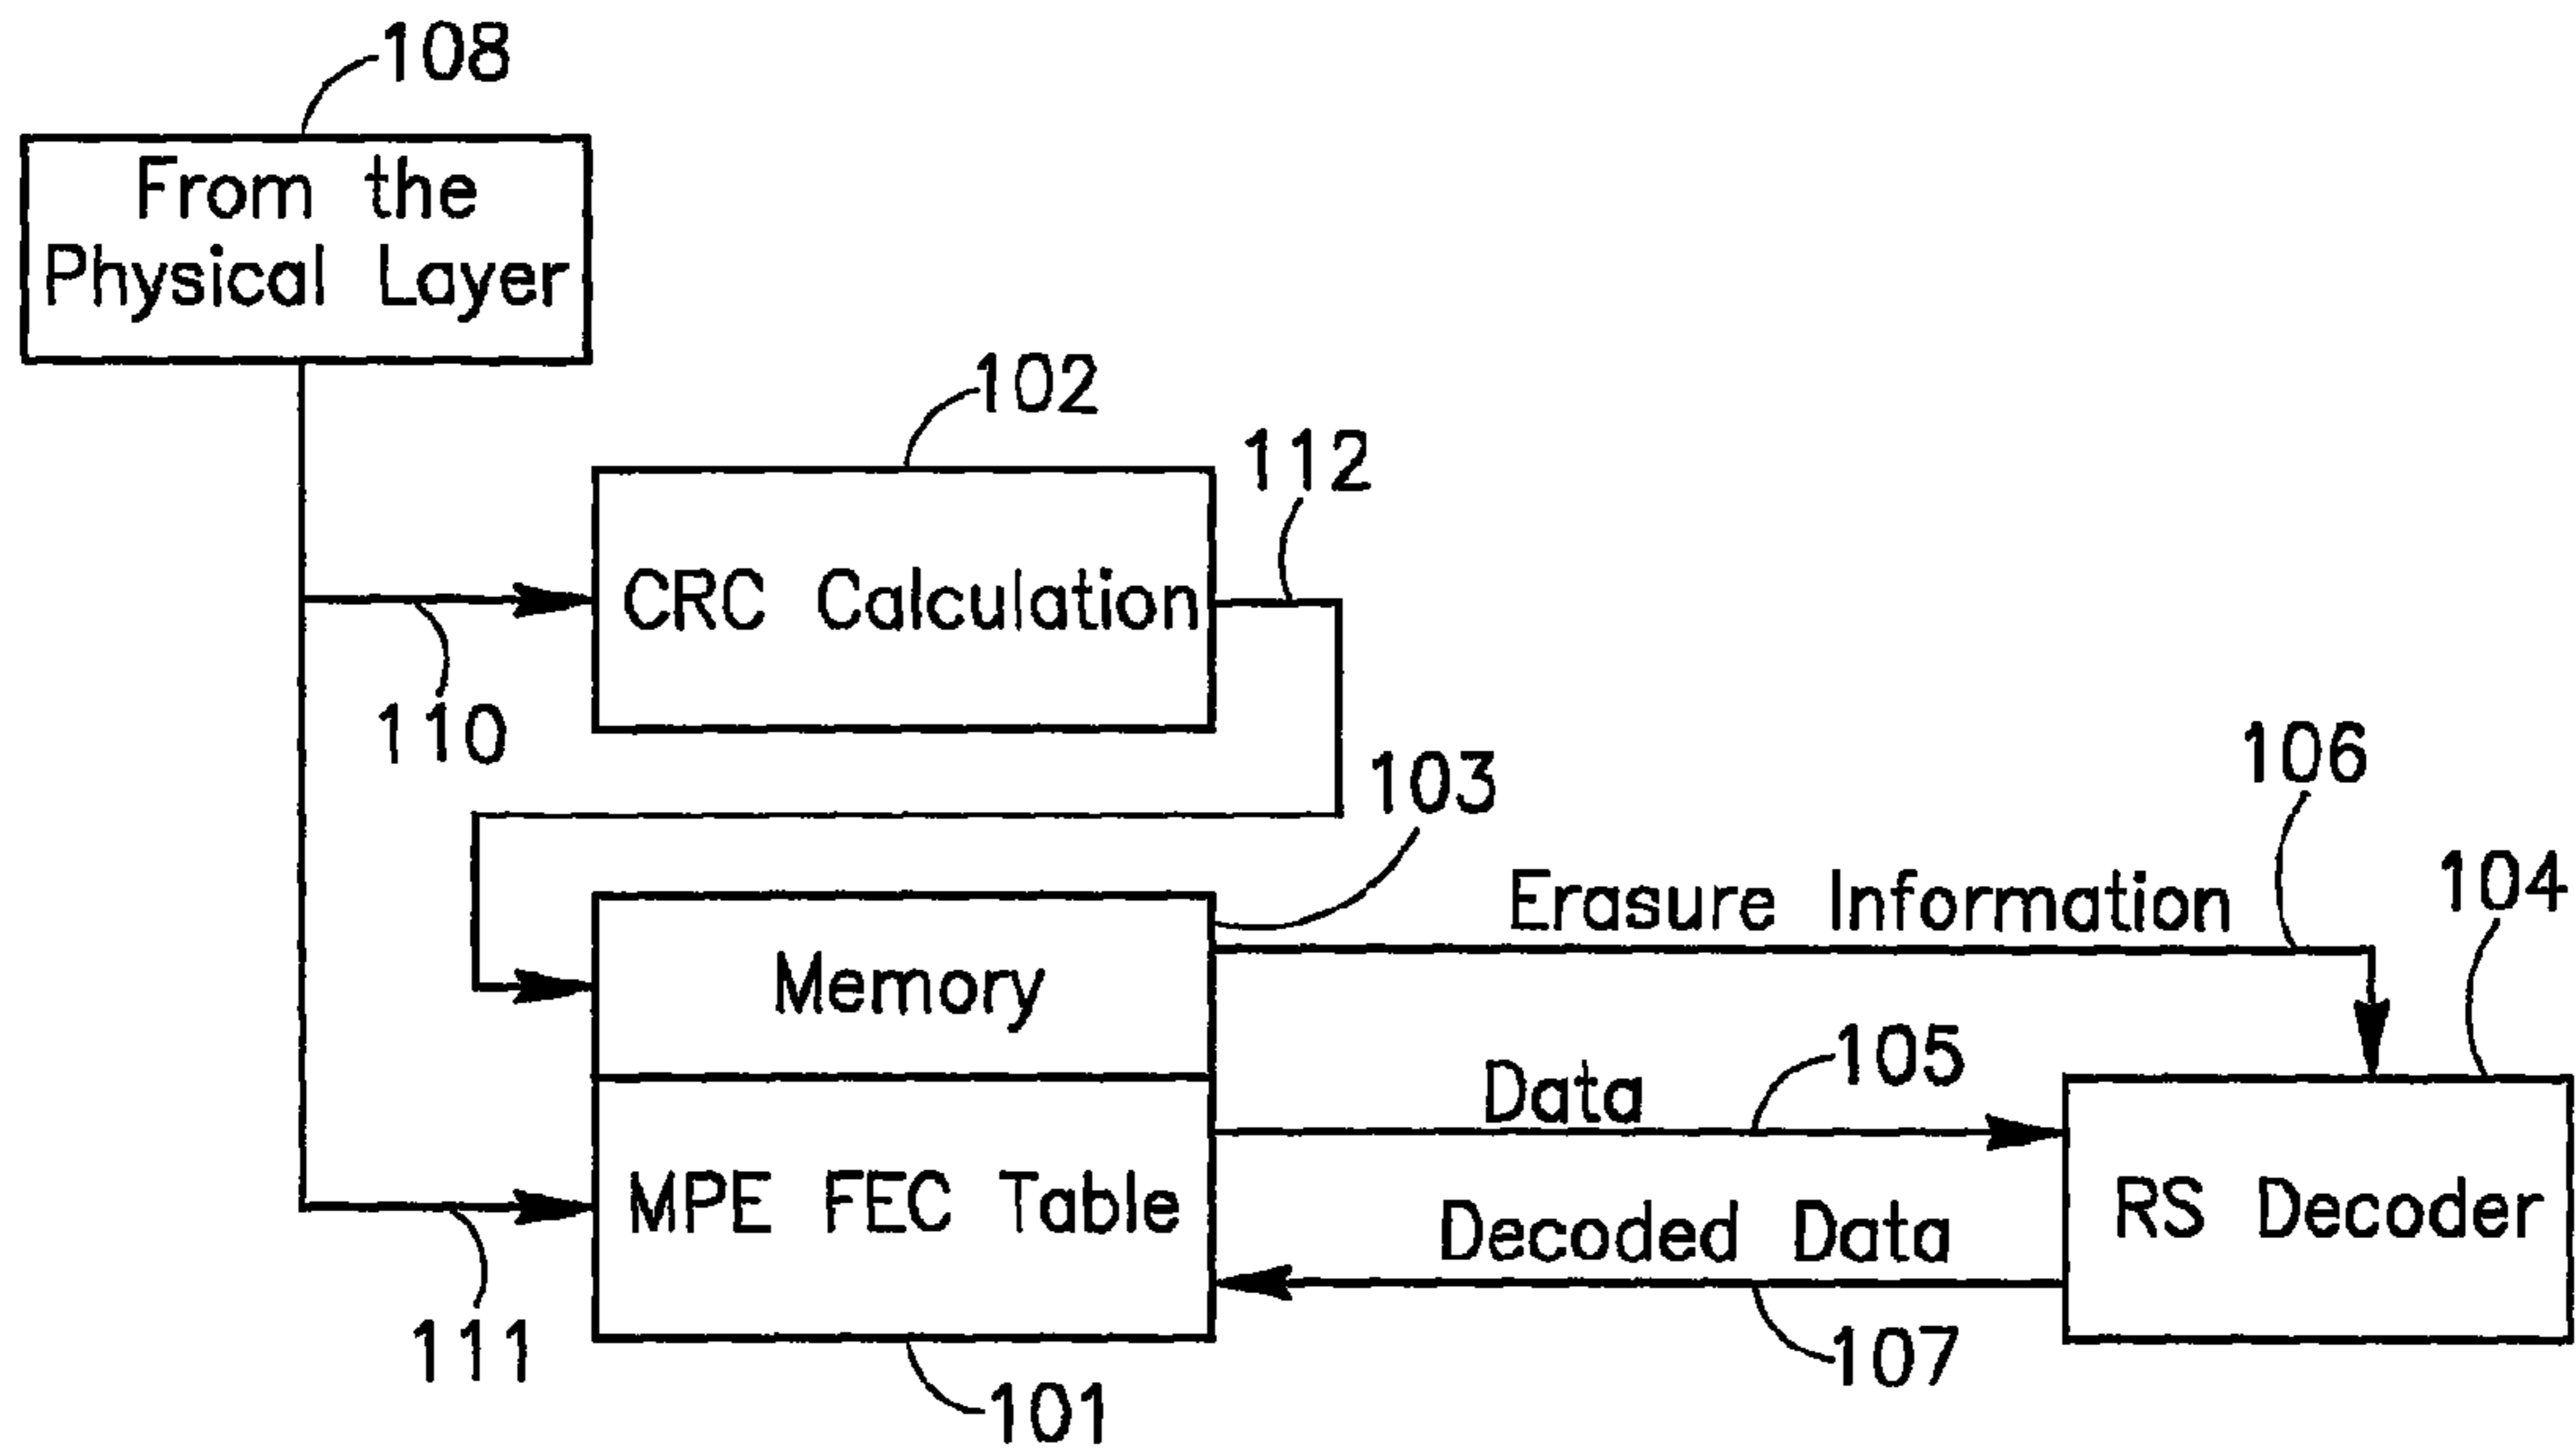 108
From the
Physical Layer
102
112
CRC Calculation
110
103
106
Erasure Information
104
Memory
105
Data
MPE FEC Table
RS Decoder
Decoded Data
111
107
101